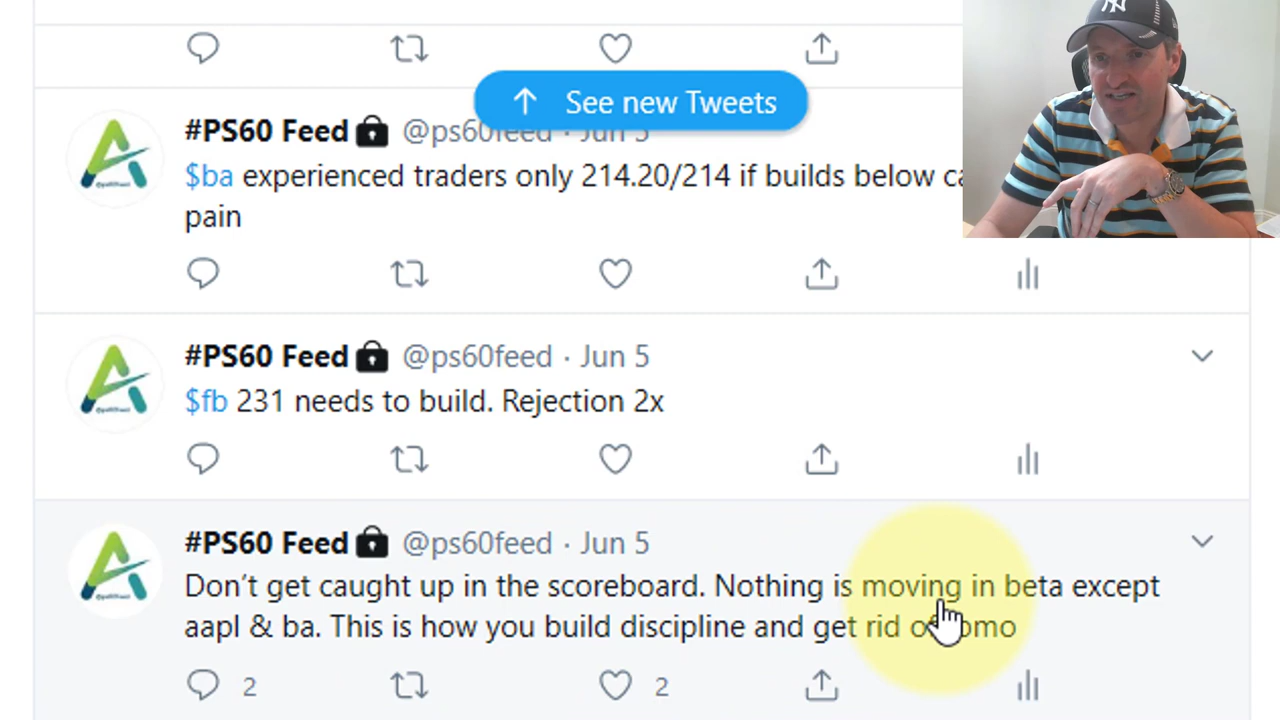 See new Tweets
#PS60 Feed @ps60feed · Jun 5
$ba experienced traders only 214.20/214 if builds below
pain
#PS60 Feed @ps60feed · Jun 5
$fb 231 needs to build. Rejection 2x
#PS60 Feed @ps60feed · Jun 5
Don’t get caught up in the scoreboard. Nothing is moving in beta except
aapl & ba. This is how you build discipline and get rid of fomo
2 2